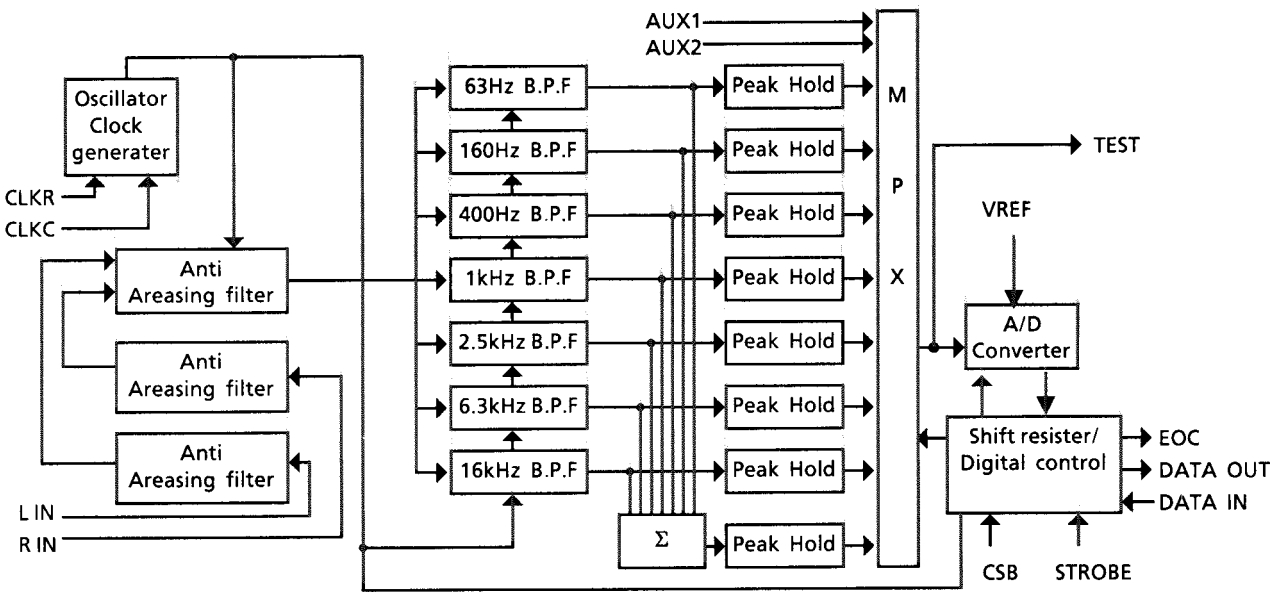 AUX1
AUX2
Oscillator
Clock
generater
CLKR
CLKC
Anti
Areasing filter
Anti
Areasing filter
Anti
Areasing filter
L IN
R IN
63Hz B.P.F
160Hz B.P.F
400Hz B.P.F
1kHz B.P.F
2.5kHz B.P.F
6.3kHz B.P.F
16kHz B.P.F
Σ
Peak Hold
Peak Hold
Peak Hold
Peak Hold
Peak Hold
Peak Hold
Peak Hold
Peak Hold
M
P
X
TEST
VREF
A/D
Converter
Shift resister/
Digital control
EOC
DATA OUT
DATA IN
CSB
STROBE